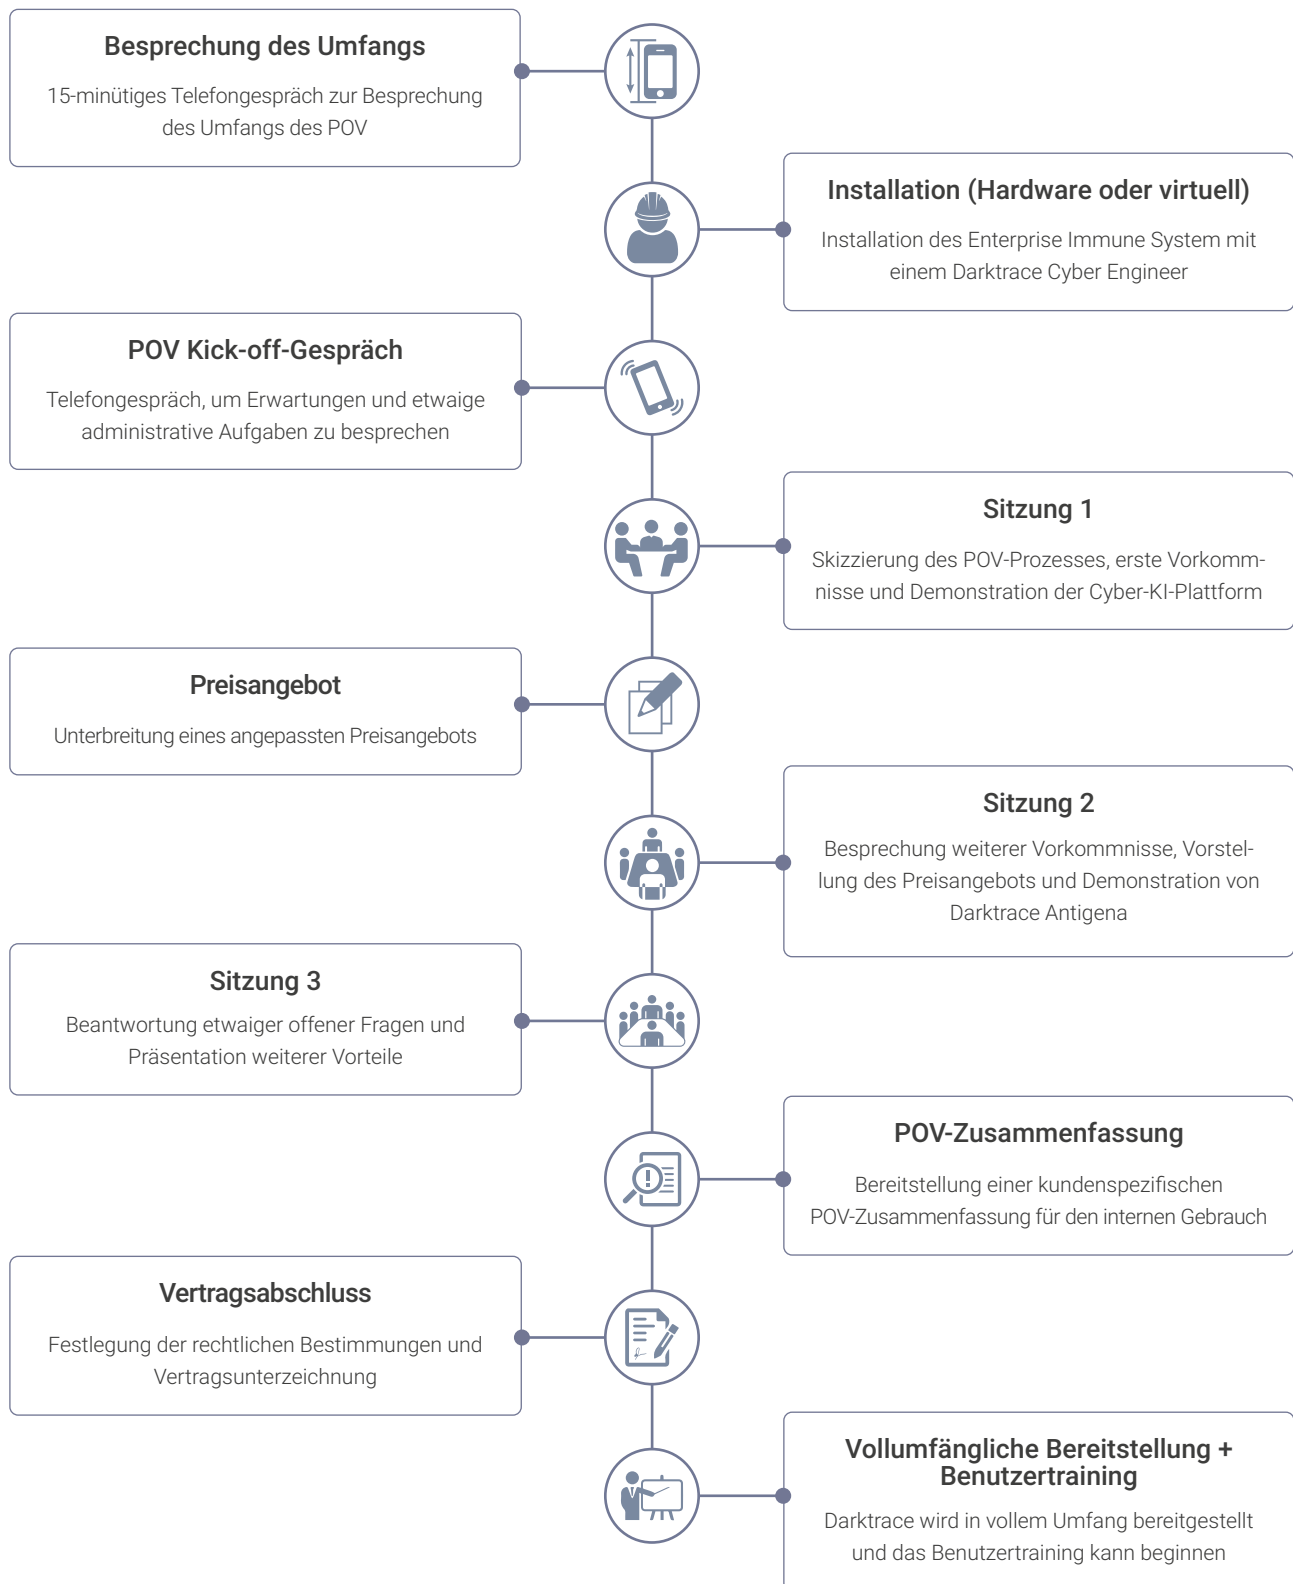 Besprechung des Umfangs
15-minütiges Telefongespräch zur Besprechung
des Umfangs des POV
Installation (Hardware oder virtuell)
Installation des Enterprise Immune System mit
einem Darktrace Cyber Engineer
POV Kick-off-Gespräch
Telefongespräch, um Erwartungen und etwaige
administrative Aufgaben zu besprechen
Sitzung 1
Skizzierung des POV-Prozesses, erste Vorkomm-
nisse und Demonstration der Cyber-KI-Plattform
Preisangebot
Unterbreitung eines angepassten Preisangebots
Sitzung 2
Besprechung weiterer Vorkommnisse, Vorstel-
lung des Preisangebots und Demonstration von
Darktrace Antigena
Sitzung 3
Beantwortung etwaiger offener Fragen und
Präsentation weiterer Vorteile
POV-Zusammenfassung
Bereitstellung einer kundenspezifischen
POV-Zusammenfassung für den internen Gebrauch
Vertragsabschluss
Festlegung der rechtlichen Bestimmungen und
Vertragsunterzeichnung
Vollumfängliche Bereitstellung +
Benutzertraining
Darktrace wird in vollem Umfang bereitgestellt
und das Benutzertraining kann beginnen